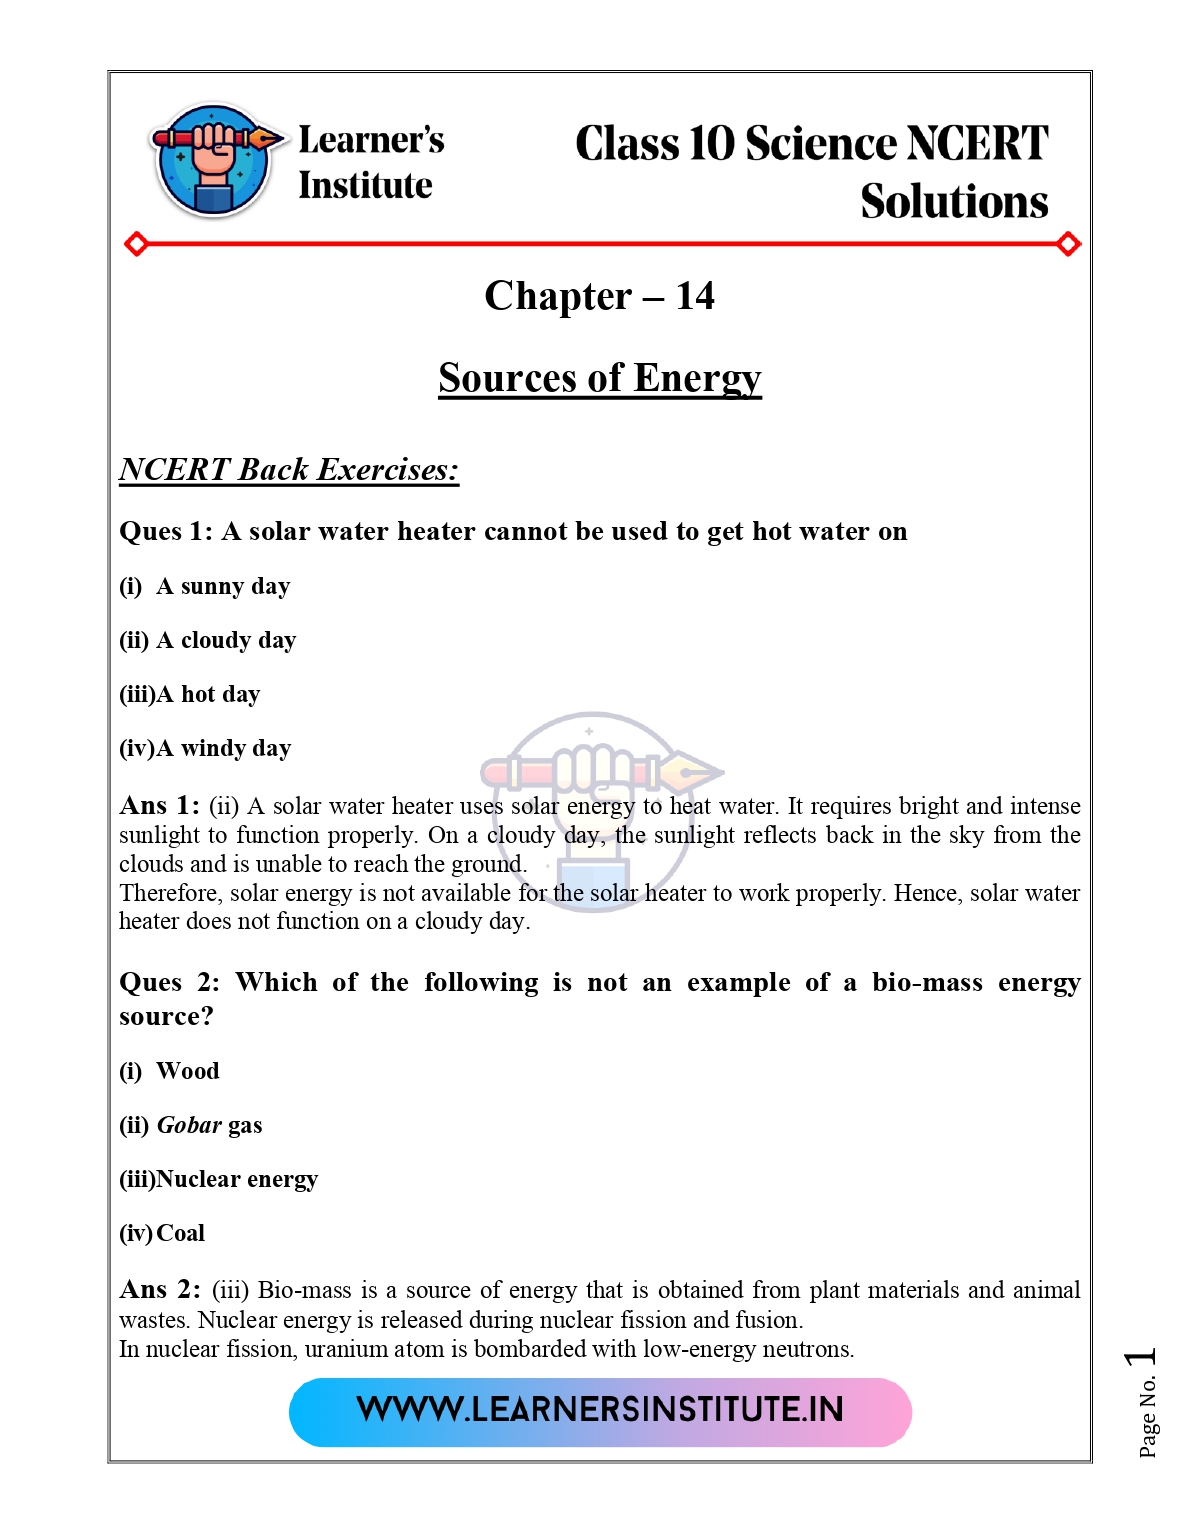 Learner's
Institute
Class 10 Science NCERT
Solutions
Chapter – 14
Sources of Energy
NCERT Back Exercises:
Ques 1: A solar water heater cannot be used to get hot water on
(i) A sunny day
(ii) A cloudy day
(iii)A hot day
(iv)A windy day
Ans 1: (ii) A solar water heater uses solar energy to heat water. It requires bright and intense
sunlight to function properly. On a cloudy day, the sunlight reflects back in the sky from the
clouds and is unable to reach the ground.
Therefore, solar energy is not available for the solar heater to work properly. Hence, solar water
heater does not function on a cloudy day.
Ques 2: Which of the following is not an example of a bio-mass energy
source?
(i) Wood
(ii) Gobar gas
(iii)Nuclear energy
(iv) Coal
Ans 2: (iii) Bio-mass is a source of energy that is obtained from plant materials and animal
wastes. Nuclear energy is released during nuclear fission and fusion.
In nuclear fission, uranium atom is bombarded with low-energy neutrons.
WWW.LEARNERSINSTITUTE.IN
Page No. 1